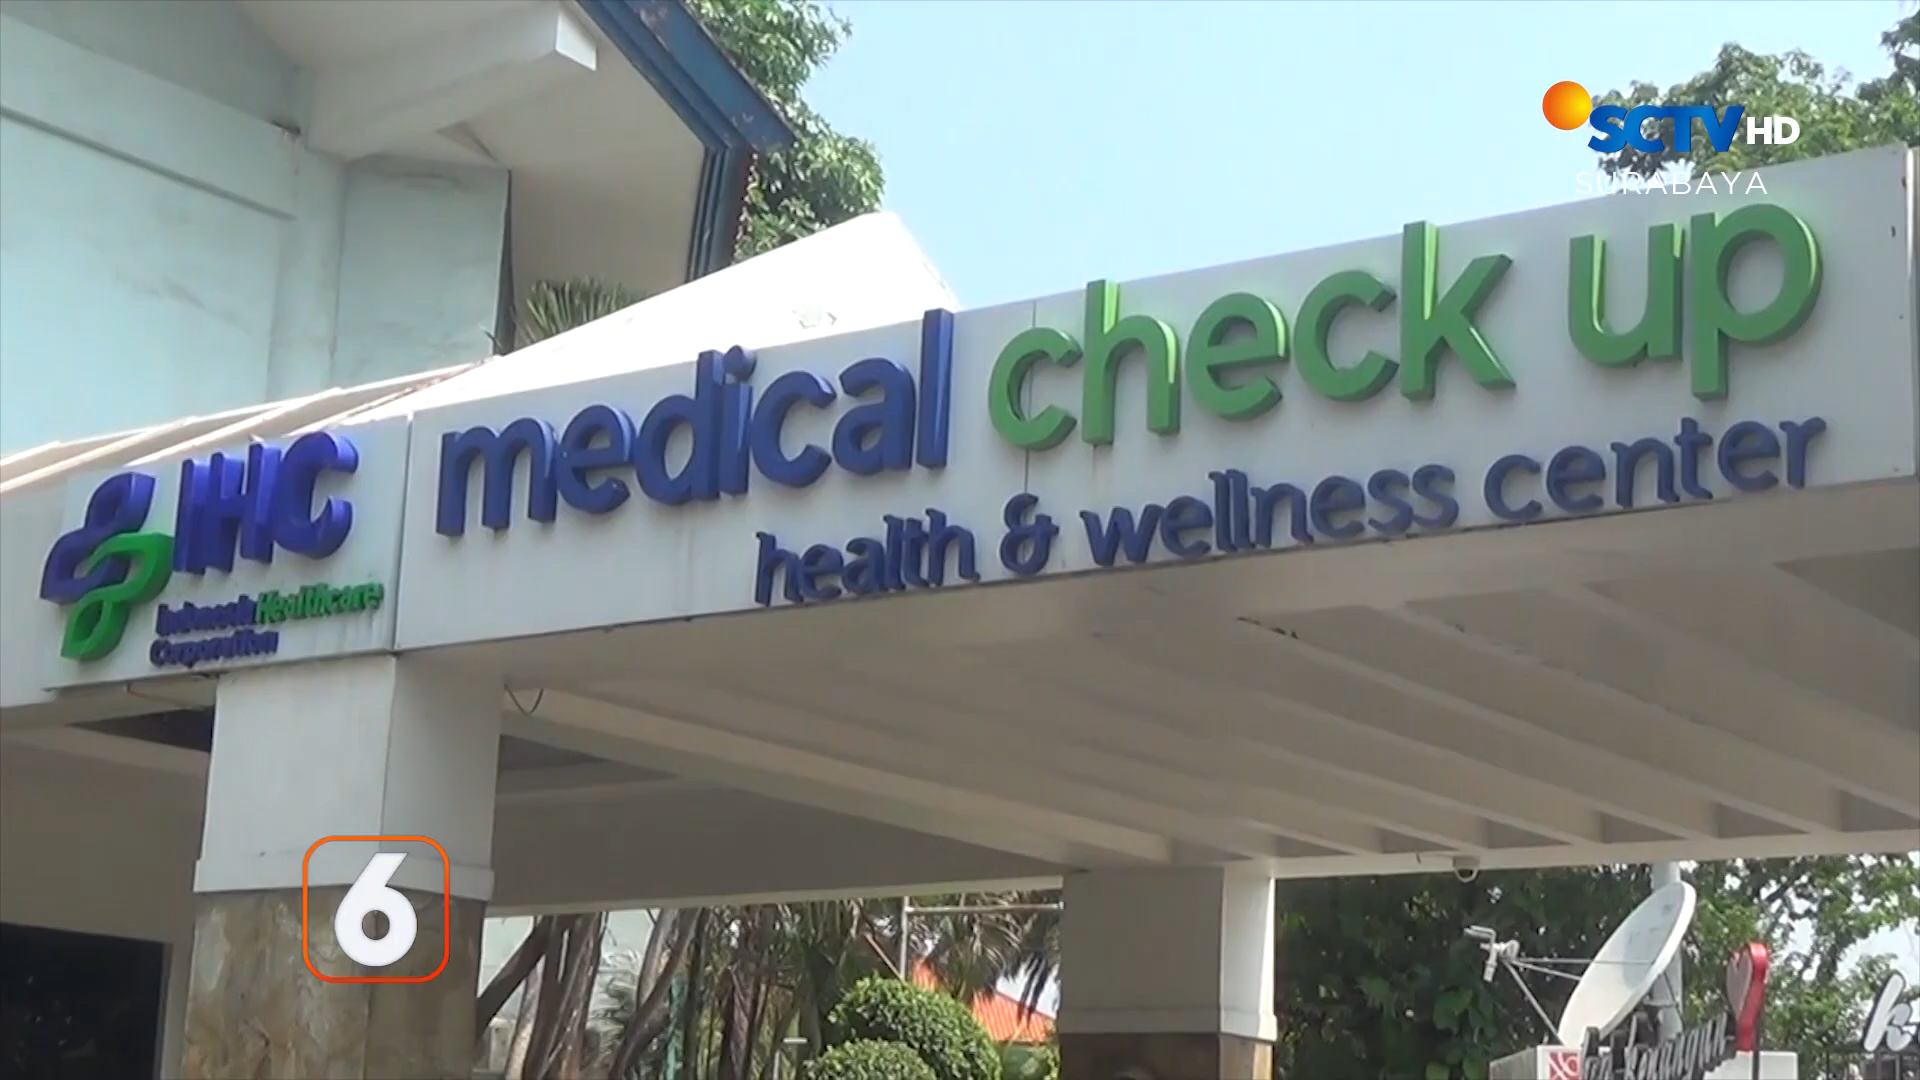 SCTV HD
SURABAYA
IHC
Indonesia Healthcare
Corporation
medical check up
health & wellness center
6